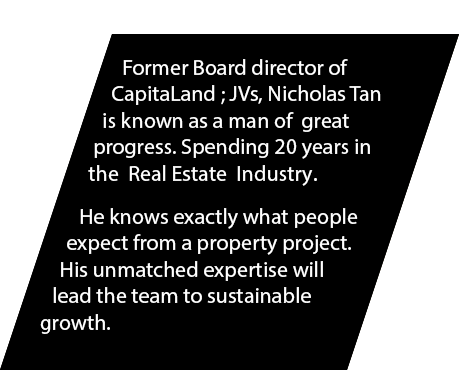 Former Board director of
CapitaLand ; JVs, Nicholas Tan
is known as a man of great
progress. Spending 20 years in
the Real Estate Industry.
He knows exactly what people
expect from a property project.
His unmatched expertise will
lead the team to sustainable
growth.